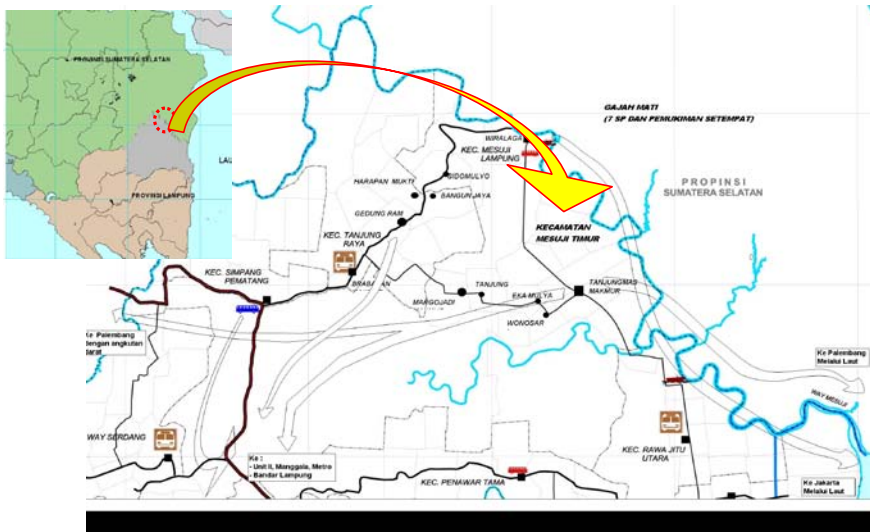 PROVINSI SUMATERA SELATAN
LAU
PROVINSI LAMPUNG
GAJAH MATI
(7 SP DAN PEMUKIMAN SETEMPAT)
WIRALAGA
KEC. MESUJI
LAMPUNG
SIDOMULYO
HARAPAN MUKTI
BANGUN JAYA
PROPINSI
SUMATERA SELATAN
GEDUNG RAM
KECAMATAN
MESUJI TIMUR
KEC. TANJUNG
RAYA
KEC. SIMPANG
PEMATANG
TANJUNG
TANJUNGMAS
MAKMUR
MARGOJADI
EKA MULYA
WONOSAR
Ke Palembang
dengan angkutan
darat
Ke Palembang
Melalui Laut
WAY MESUJI
WAY SERDANG
KEC. RAWA JITU
UTARA
Ke :
- Unit II, Manggala, Metro
- Bandar Lampung
KEC. PENAWAR TAMA
Ke Jakarta
Melalui Laut